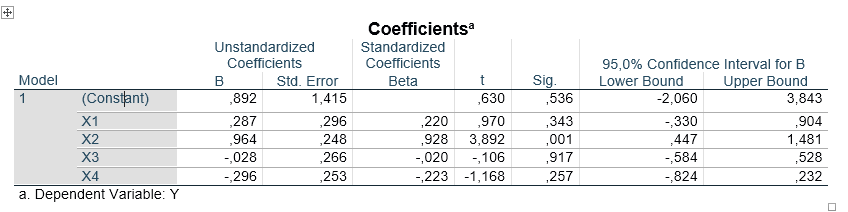 Coefficientsᵃ
Unstandardized Coefficients Standardized Coefficients 95,0% Confidence Interval for B
Model B Std. Error Beta t Sig. Lower Bound Upper Bound
1 (Constant) ,892 1,415 ,630 ,536 -2,060 3,843
X1 ,287 ,296 ,220 ,970 ,343 -,330 ,904
X2 ,964 ,248 ,928 3,892 ,001 ,447 1,481
X3 -,028 ,266 -,020 -,106 ,917 -,584 ,528
X4 -,296 ,253 -,223 -1,168 ,257 -,824 ,232
a. Dependent Variable: Y